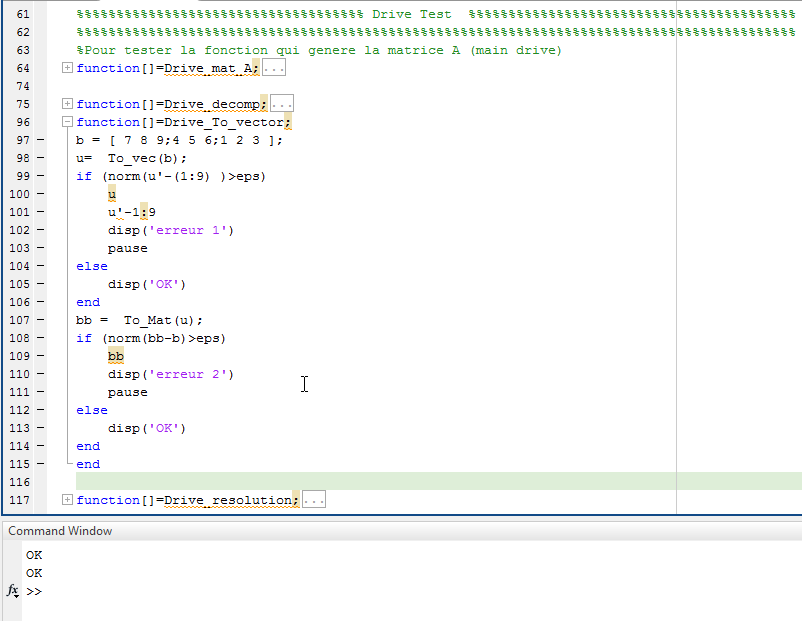 61 %%%%%%%%%%%%%%%%%%%%%%%%%%%%%%%%%%%% Drive Test %%%%%%%%%%%%%%%%%%%%%%%%%%%%%%%%%%%%%%%%%
62 %%%%%%%%%%%%%%%%%%%%%%%%%%%%%%%%%%%%%%%%%%%%%%%%%%%%%%%%%%%%%%%%%%%%%%%%%%%%%%%%%%%%%%%%%%%%
63 %Pour tester la fonction qui genere la matrice A (main drive)
64 function[]=Drive_mat_A; ...
74
75 function[]=Drive_decomp; ...
96 function[]=Drive_To_vector;
97 – b = [ 7 8 9;4 5 6;1 2 3 ];
98 – u= To_vec(b);
99 – if (norm(u'-(1:9) )>eps)
100 – u
101 – u'-1:9
102 – disp('erreur 1')
103 – pause
104 – else
105 – disp('OK')
106 – end
107 – bb = To_Mat(u);
108 – if (norm(bb-b)>eps)
109 – bb
110 – disp('erreur 2')
111 – pause
112 – else
113 – disp('OK')
114 – end
115 – end
116
117 function[]=Drive_resolution; ...
Command Window
OK
OK
fx >>